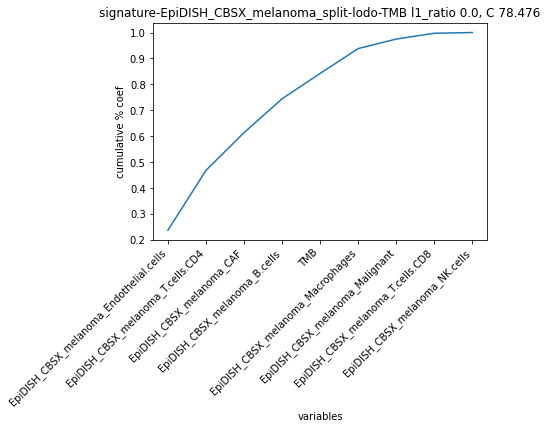 signature-EpiDISH_CBSX_melanoma_split-lodo-TMB l1_ratio 0.0, C 78.476
cumulative % coef
1.0
0.9
0.8
0.7
0.6
0.5
0.4
0.3
0.2
EpiDISH_CBSX_melanoma_Endothelial.cells
EpiDISH_CBSX_melanoma_T.cells.CD4
EpiDISH_CBSX_melanoma_CAF
EpiDISH_CBSX_melanoma_B.cells
TMB
EpiDISH_CBSX_melanoma_Macrophages
EpiDISH_CBSX_melanoma_Malignant
EpiDISH_CBSX_melanoma_T.cells.CD8
EpiDISH_CBSX_melanoma_NK.cells
variables